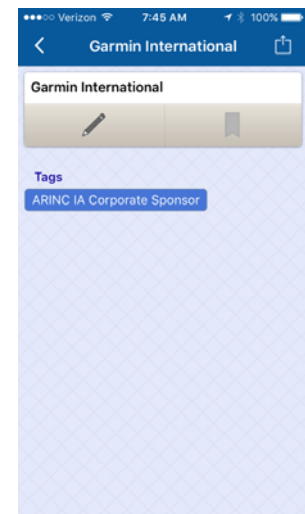 Verizon 7:45 AM 100%
Garmin International
Garmin International
Tags
ARINC IA Corporate Sponsor